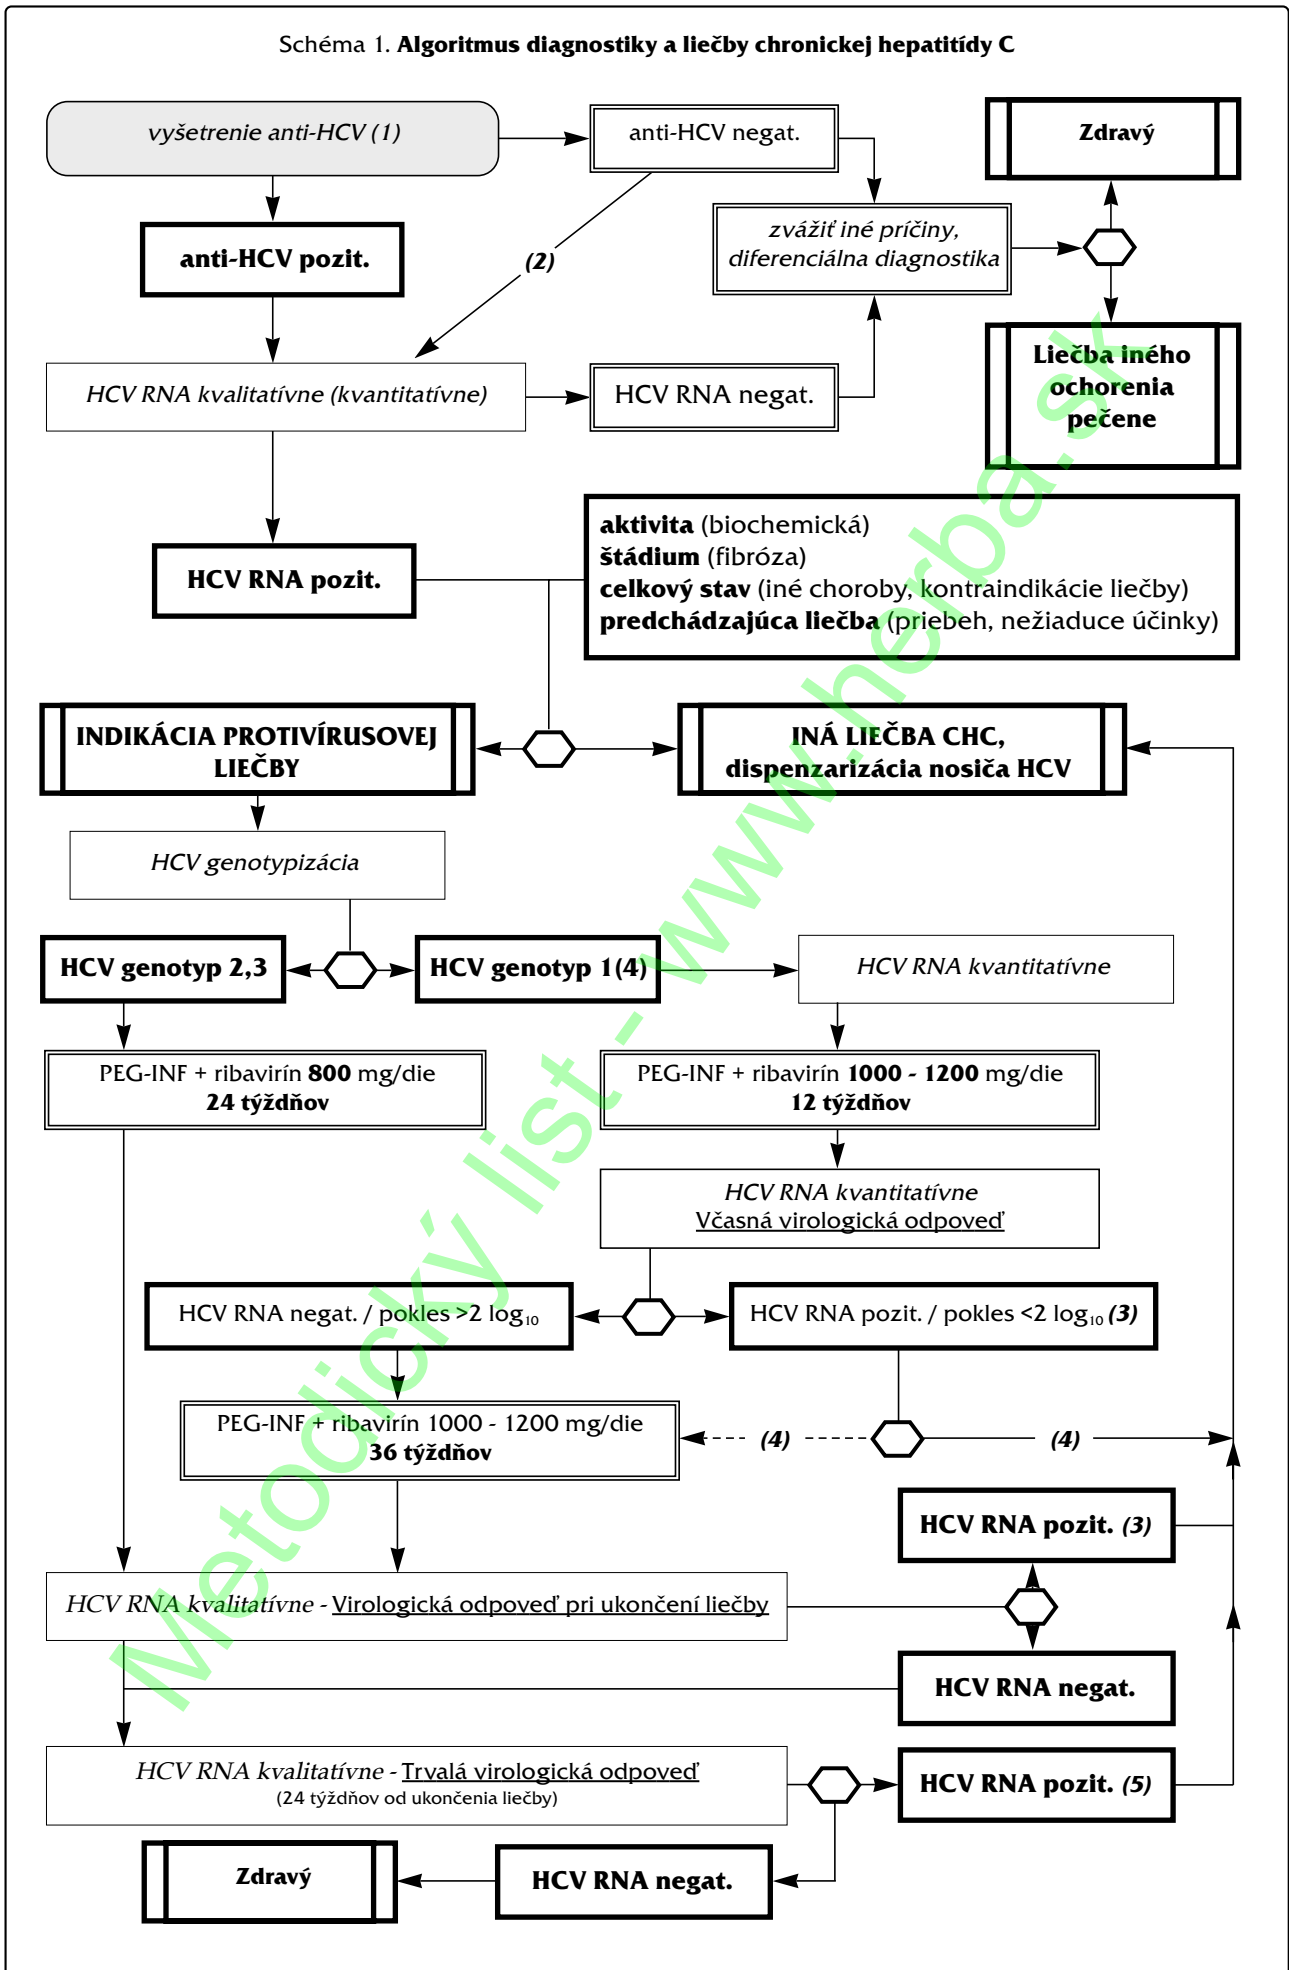 Schéma 1. Algoritmus diagnostiky a liečby chronickej hepatitídy C
vyšetrenie anti-HCV (1)
anti-HCV negat.
Zdravý
anti-HCV pozit.
(2)
zvážiť iné príčiny,
diferenciálna diagnostika
HCV RNA kvalitatívne (kvantitatívne)
HCV RNA negat.
Liečba iného
ochorenia
pečene
HCV RNA pozit.
aktivita (biochemická)
štádium (fibróza)
celkový stav (iné choroby, kontraindikácie liečby)
predchádzajúca liečba (priebeh, nežiaduce účinky)
INDIKÁCIA PROTIVÍRUSOVEJ
LIEČBY
INÁ LIEČBA CHC,
dispenzarizácia nosiča HCV
HCV genotypizácia
HCV genotyp 2,3
HCV genotyp 1(4)
HCV RNA kvantitatívne
PEG-INF + ribavirín 800 mg/die
24 týždňov
PEG-INF + ribavirín 1000 - 1200 mg/die
12 týždňov
HCV RNA kvantitatívne
Včasná virologická odpoveď
HCV RNA negat. / pokles >2 log₁₀
HCV RNA pozit. / pokles <2 log₁₀ (3)
PEG-INF + ribavirín 1000 - 1200 mg/die
36 týždňov
(4)
(4)
HCV RNA pozit. (3)
HCV RNA kvalitatívne - Virologická odpoveď pri ukončení liečby
HCV RNA negat.
HCV RNA kvalitatívne - Trvalá virologická odpoveď
(24 týždňov od ukončenia liečby)
HCV RNA pozit. (5)
Zdravý
HCV RNA negat.
Metodický list - www.herba.sk